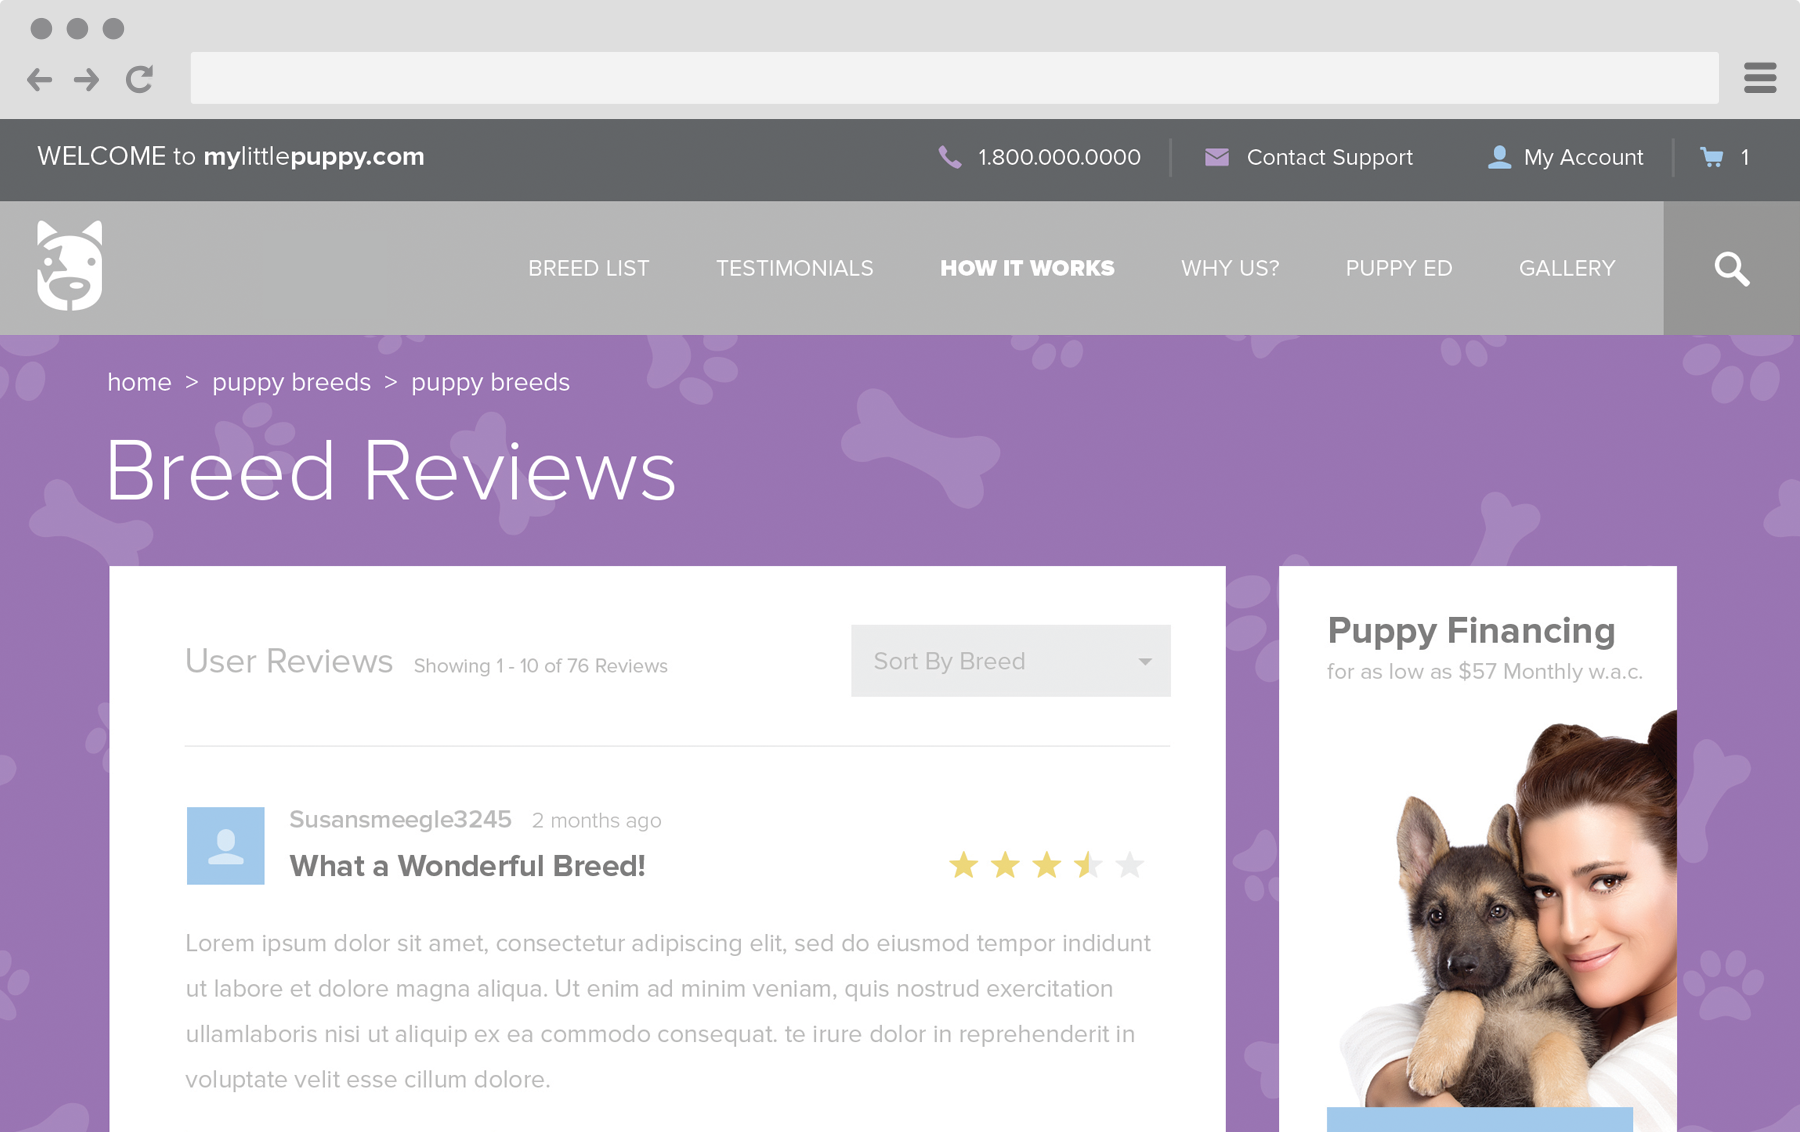 WELCOME to mylittlepuppy.com
1.800.000.0000
Contact Support
My Account
1
BREED LIST
TESTIMONIALS
HOW IT WORKS
WHY US?
PUPPY ED
GALLERY
home > puppy breeds > puppy breeds
Breed Reviews
User Reviews
Showing 1 - 10 of 76 Reviews
Sort By Breed
Susansmeegle3245 2 months ago
What a Wonderful Breed!
Lorem ipsum dolor sit amet, consectetur adipiscing elit, sed do eiusmod tempor indidunt
ut labore et dolore magna aliqua. Ut enim ad minim veniam, quis nostrud exercitation
ullamlaboris nisi ut aliquip ex ea commodo consequat. te irure dolor in reprehenderit in
voluptate velit esse cillum dolore.
Puppy Financing
for as low as $57 Monthly w.a.c.